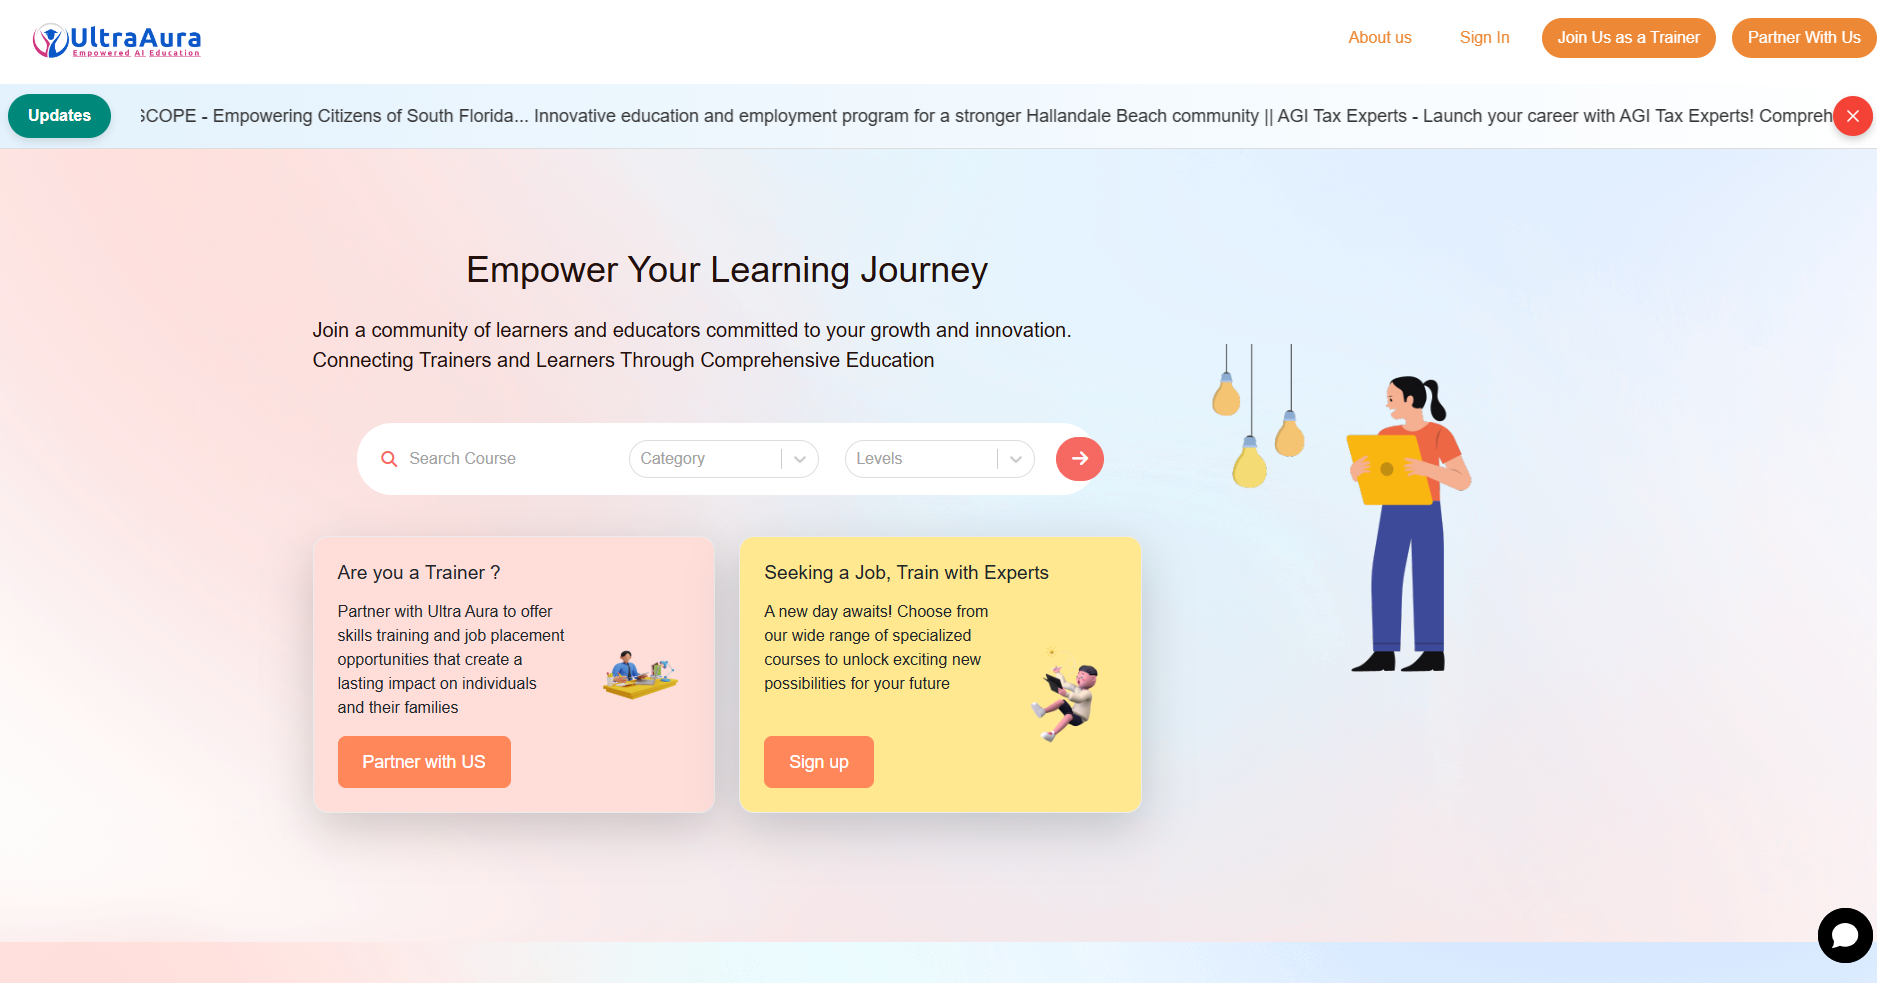 UltraAura
Empowered AI Education
About us
Sign In
Join Us as a Trainer
Partner With Us
Updates
SCOPE - Empowering Citizens of South Florida... Innovative education and employment program for a stronger Hallandale Beach community || AGI Tax Experts - Launch your career with AGI Tax Experts! Compreh
Empower Your Learning Journey
Join a community of learners and educators committed to your growth and innovation.
Connecting Trainers and Learners Through Comprehensive Education
Search Course
Category
Levels
Are you a Trainer ?
Partner with Ultra Aura to offer
skills training and job placement
opportunities that create a
lasting impact on individuals
and their families
Partner with US
Seeking a Job, Train with Experts
A new day awaits! Choose from
our wide range of specialized
courses to unlock exciting new
possibilities for your future
Sign up